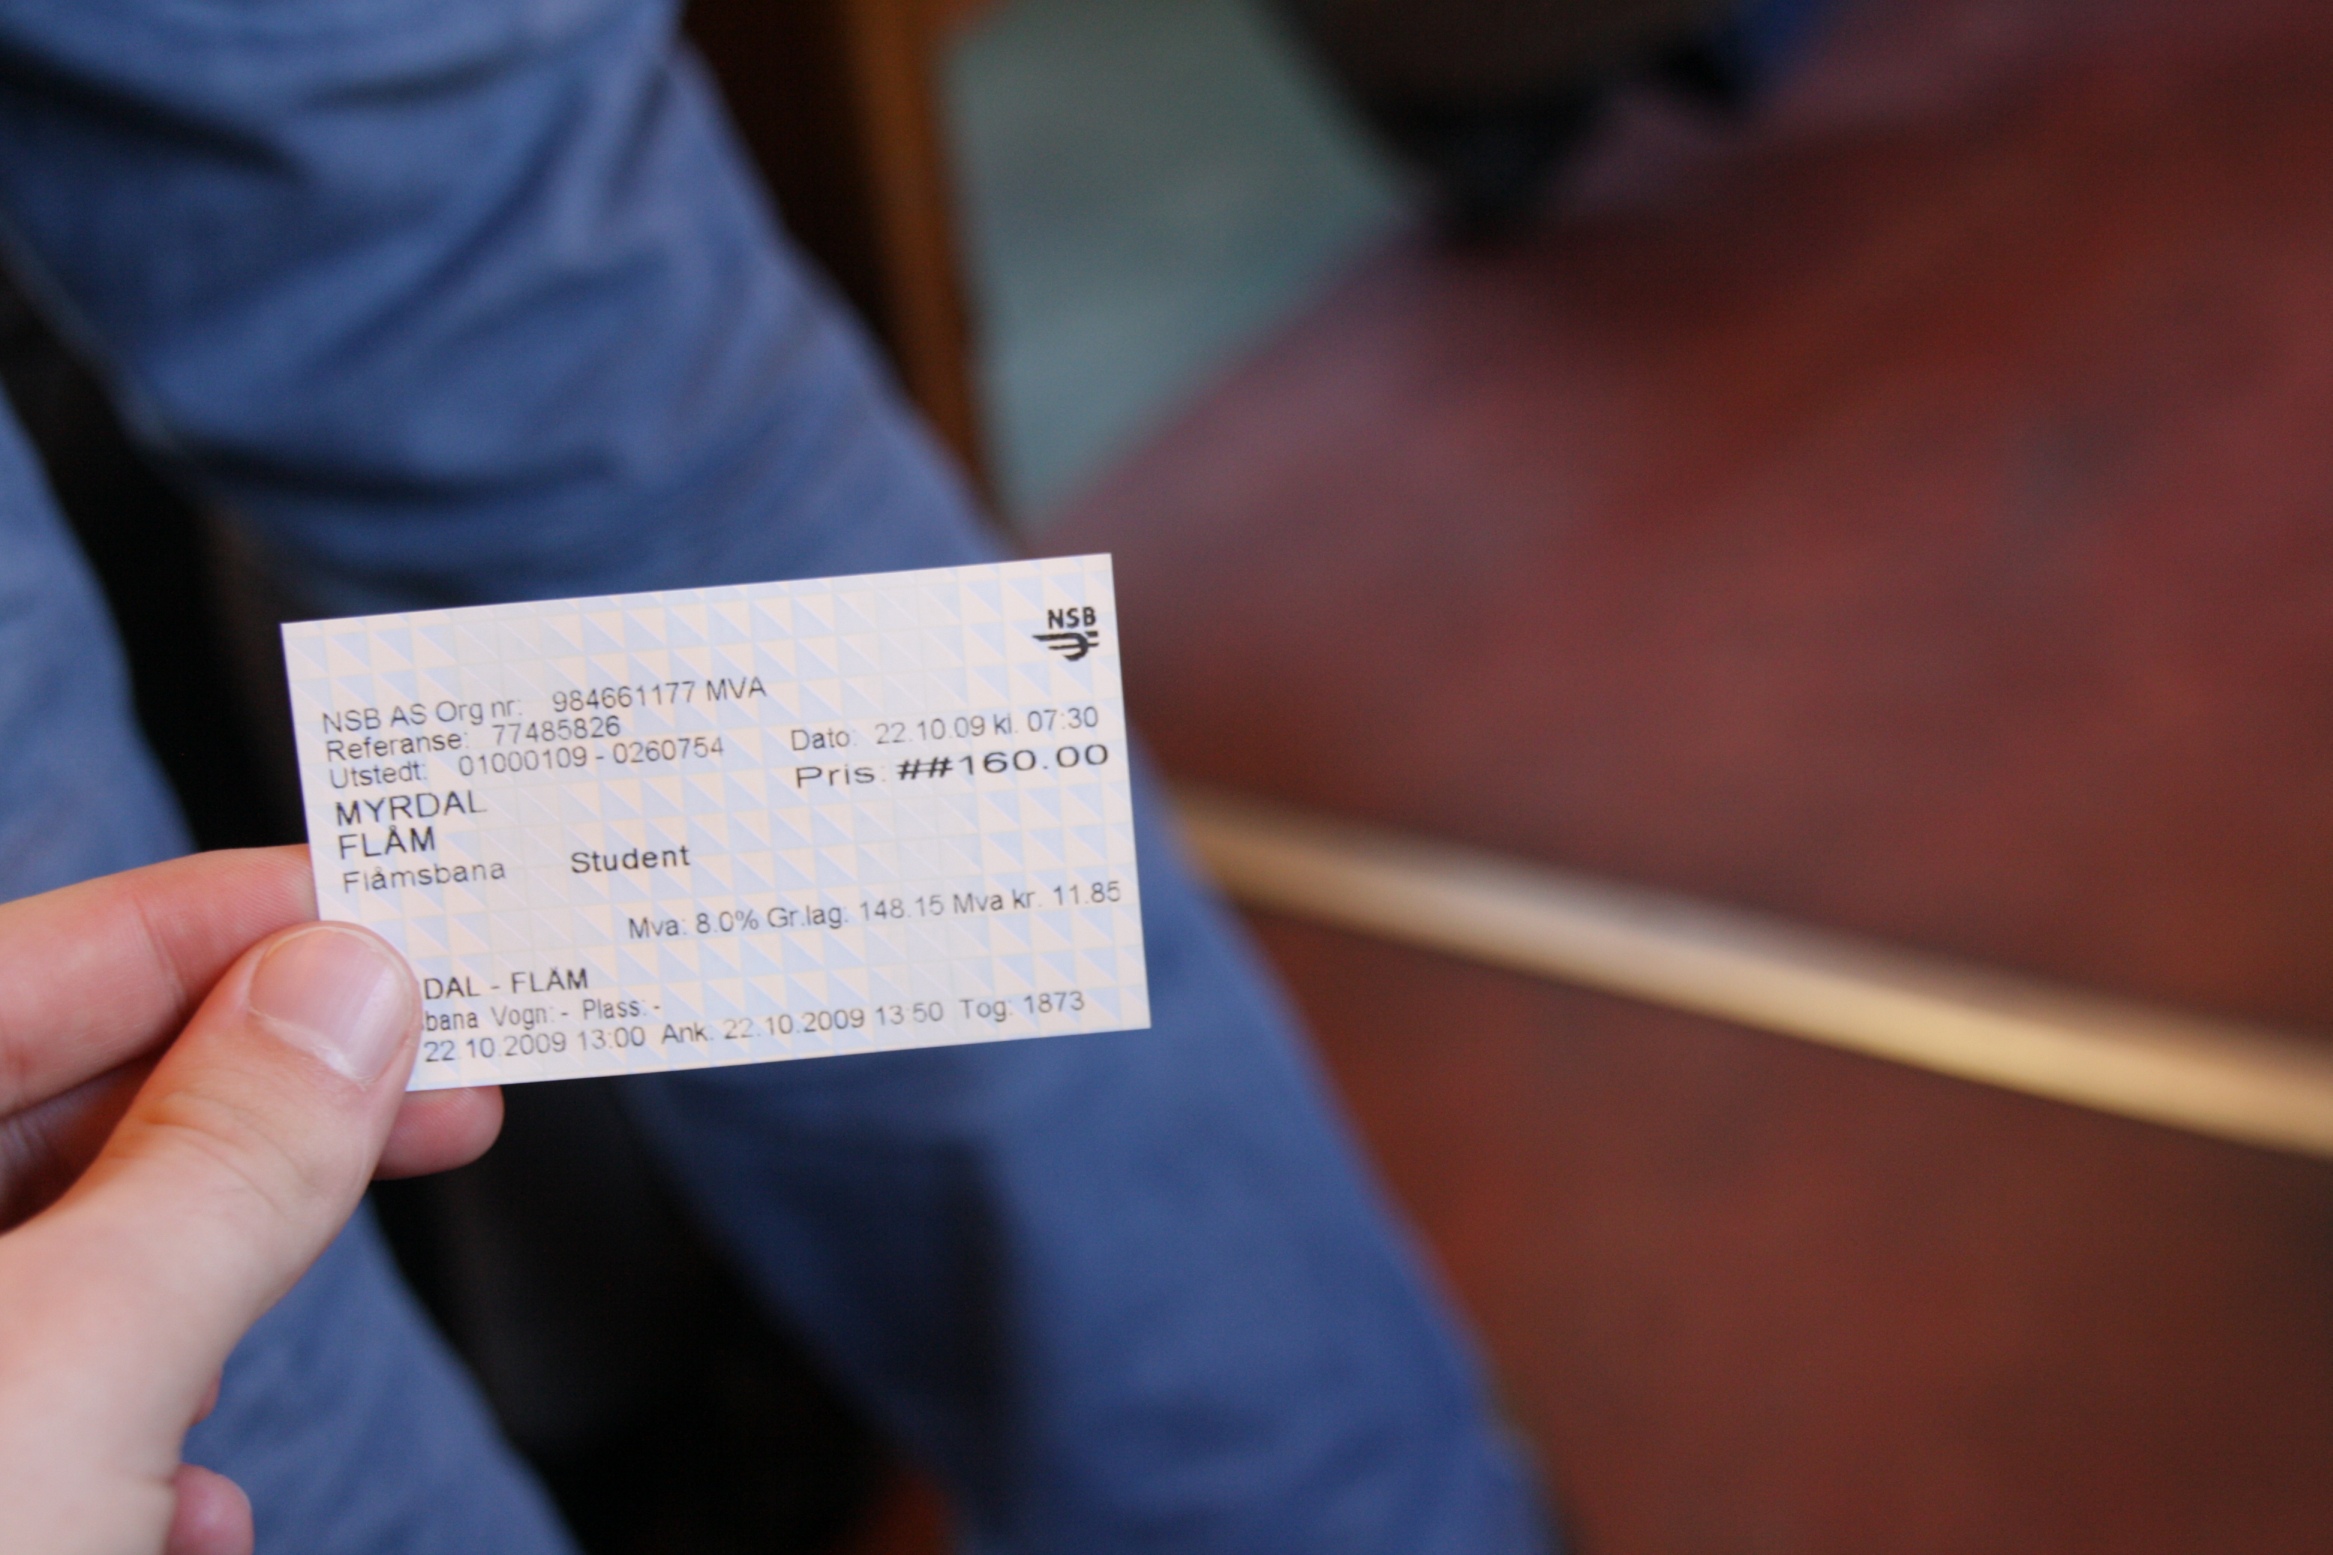 NSB
NSB AS Org nr: 984661177 MVA
Referanse: 77485826
Dato: 22.10.09 kl. 07:30
Utstedt: 01000109 - 0260754
Pris: ##160.00
MYRDAL
FLÅM
Flåmsbana Student
Mva: 8.0% Gr.lag: 148.15 Mva kr. 11.85
DAL - FLÅM
bana Vogn: - Plass: -
22.10.2009 13:00 Ank: 22.10.2009 13:50 Tog: 1873